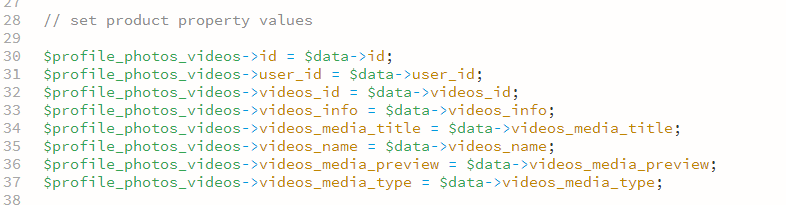 27
28 // set product property values
29
30 $profile_photos_videos->id = $data->id;
31 $profile_photos_videos->user_id = $data->user_id;
32 $profile_photos_videos->videos_id = $data->videos_id;
33 $profile_photos_videos->videos_info = $data->videos_info;
34 $profile_photos_videos->videos_media_title = $data->videos_media_title;
35 $profile_photos_videos->videos_name = $data->videos_name;
36 $profile_photos_videos->videos_media_preview = $data->videos_media_preview;
37 $profile_photos_videos->videos_media_type = $data->videos_media_type;
38